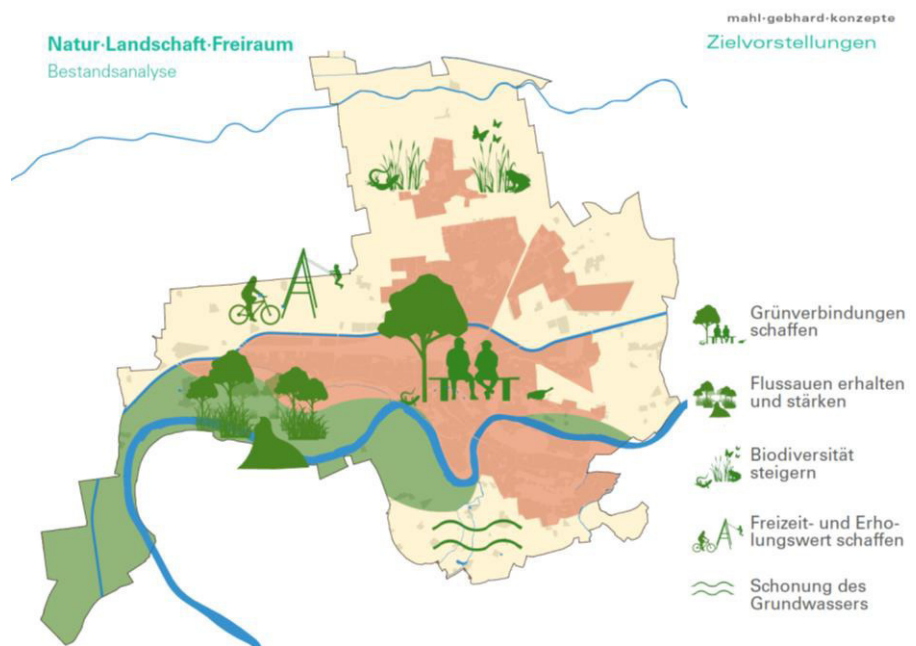 mahl·gebhard·konzepte
Natur·Landschaft·Freiraum
Zielvorstellungen
Bestandsanalyse
Grünverbindungen
schaffen
Flussauen erhalten
und stärken
Biodiversität
steigern
Freizeit- und Erho-
lungswert schaffen
Schonung des
Grundwassers